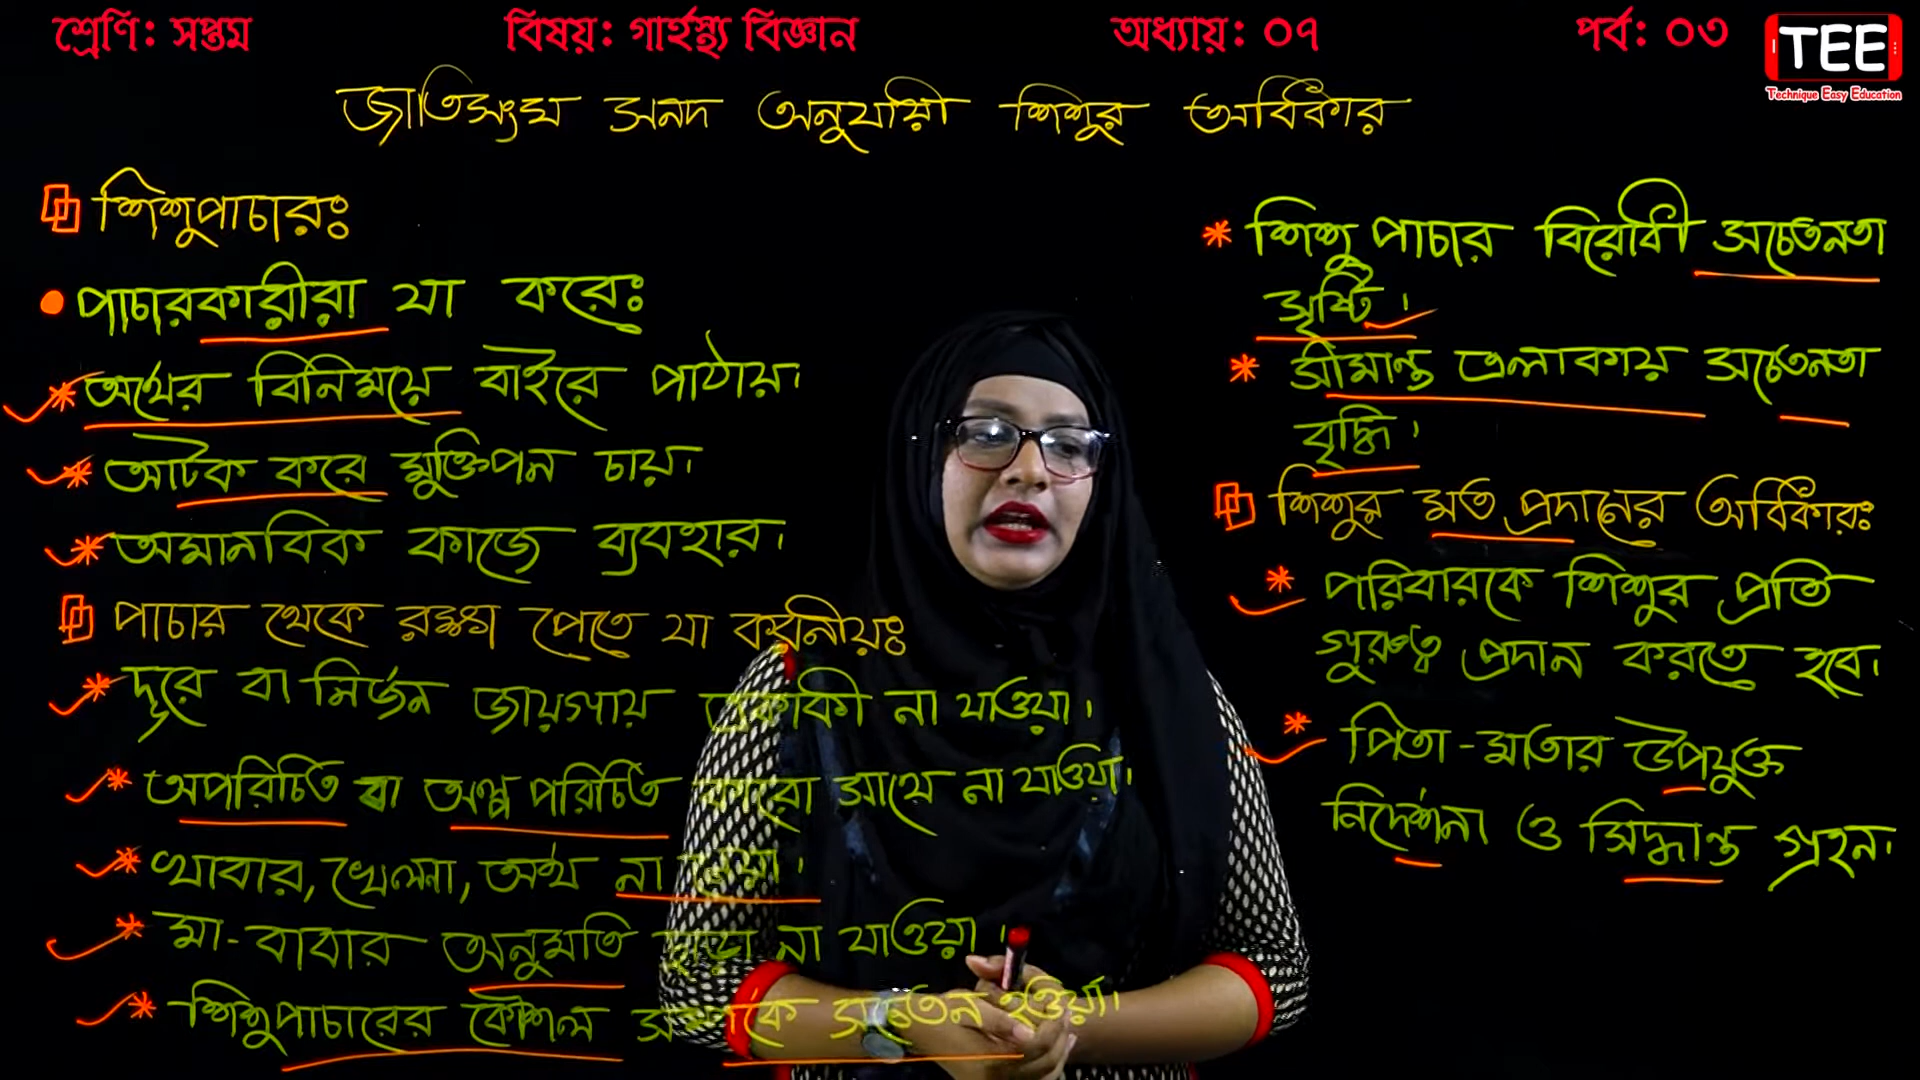 শ্রেণি: সপ্তম
বিষয়: গার্হস্থ্য বিজ্ঞান
অধ্যায়: ০৭
পর্ব: ০৩
TEE
Technique Easy Education
জাতিসংঘ সনদ অনুযায়ী শিশুর অধিকার
শিশুপাচারঃ
পাচারকারীরা যা করেঃ
* অর্থের বিনিময়ে বাইরে পাঠায়।
* আটক করে মুক্তিপন চায়।
* অমানবিক কাজে ব্যবহার।
পাচার থেকে রক্ষা পেতে যা করনীয়ঃ
* দূরে বা নির্জন জায়গায় একাকী না যাওয়া।
* অপরিচিত বা অল্প পরিচিত কারো সাথে না যাওয়া।
* খাবার, খেলনা, অর্থ না নেওয়া।
* মা-বাবার অনুমতি ছাড়া না যাওয়া।
* শিশুপাচারের কৌশল সম্পর্কে সচেতন হওয়া।
* শিশু পাচার বিরোধী সচেতনতা
সৃষ্টি।
* সীমান্ত এলাকায় সচেতনতা
বৃদ্ধি।
শিশুর মত প্রদানের অধিকারঃ
* পরিবারকে শিশুর প্রতি
গুরুত্ব প্রদান করতে হবে।
* পিতা-মাতার উপযুক্ত
নির্দেশনা ও সিদ্ধান্ত গ্রহন।